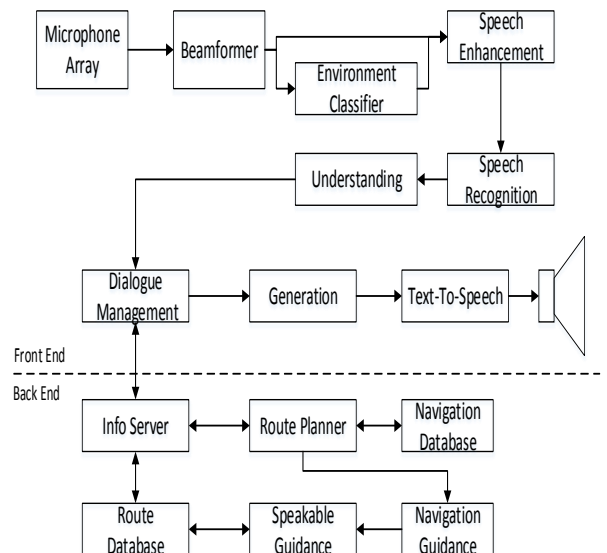 Microphone
Array
Beamformer
Environment
Classifier
Speech
Enhancement
Understanding
Speech
Recognition
Dialogue
Management
Generation
Text-To-Speech
Front End
Back End
Info Server
Route Planner
Navigation
Database
Route
Database
Speakable
Guidance
Navigation
Guidance